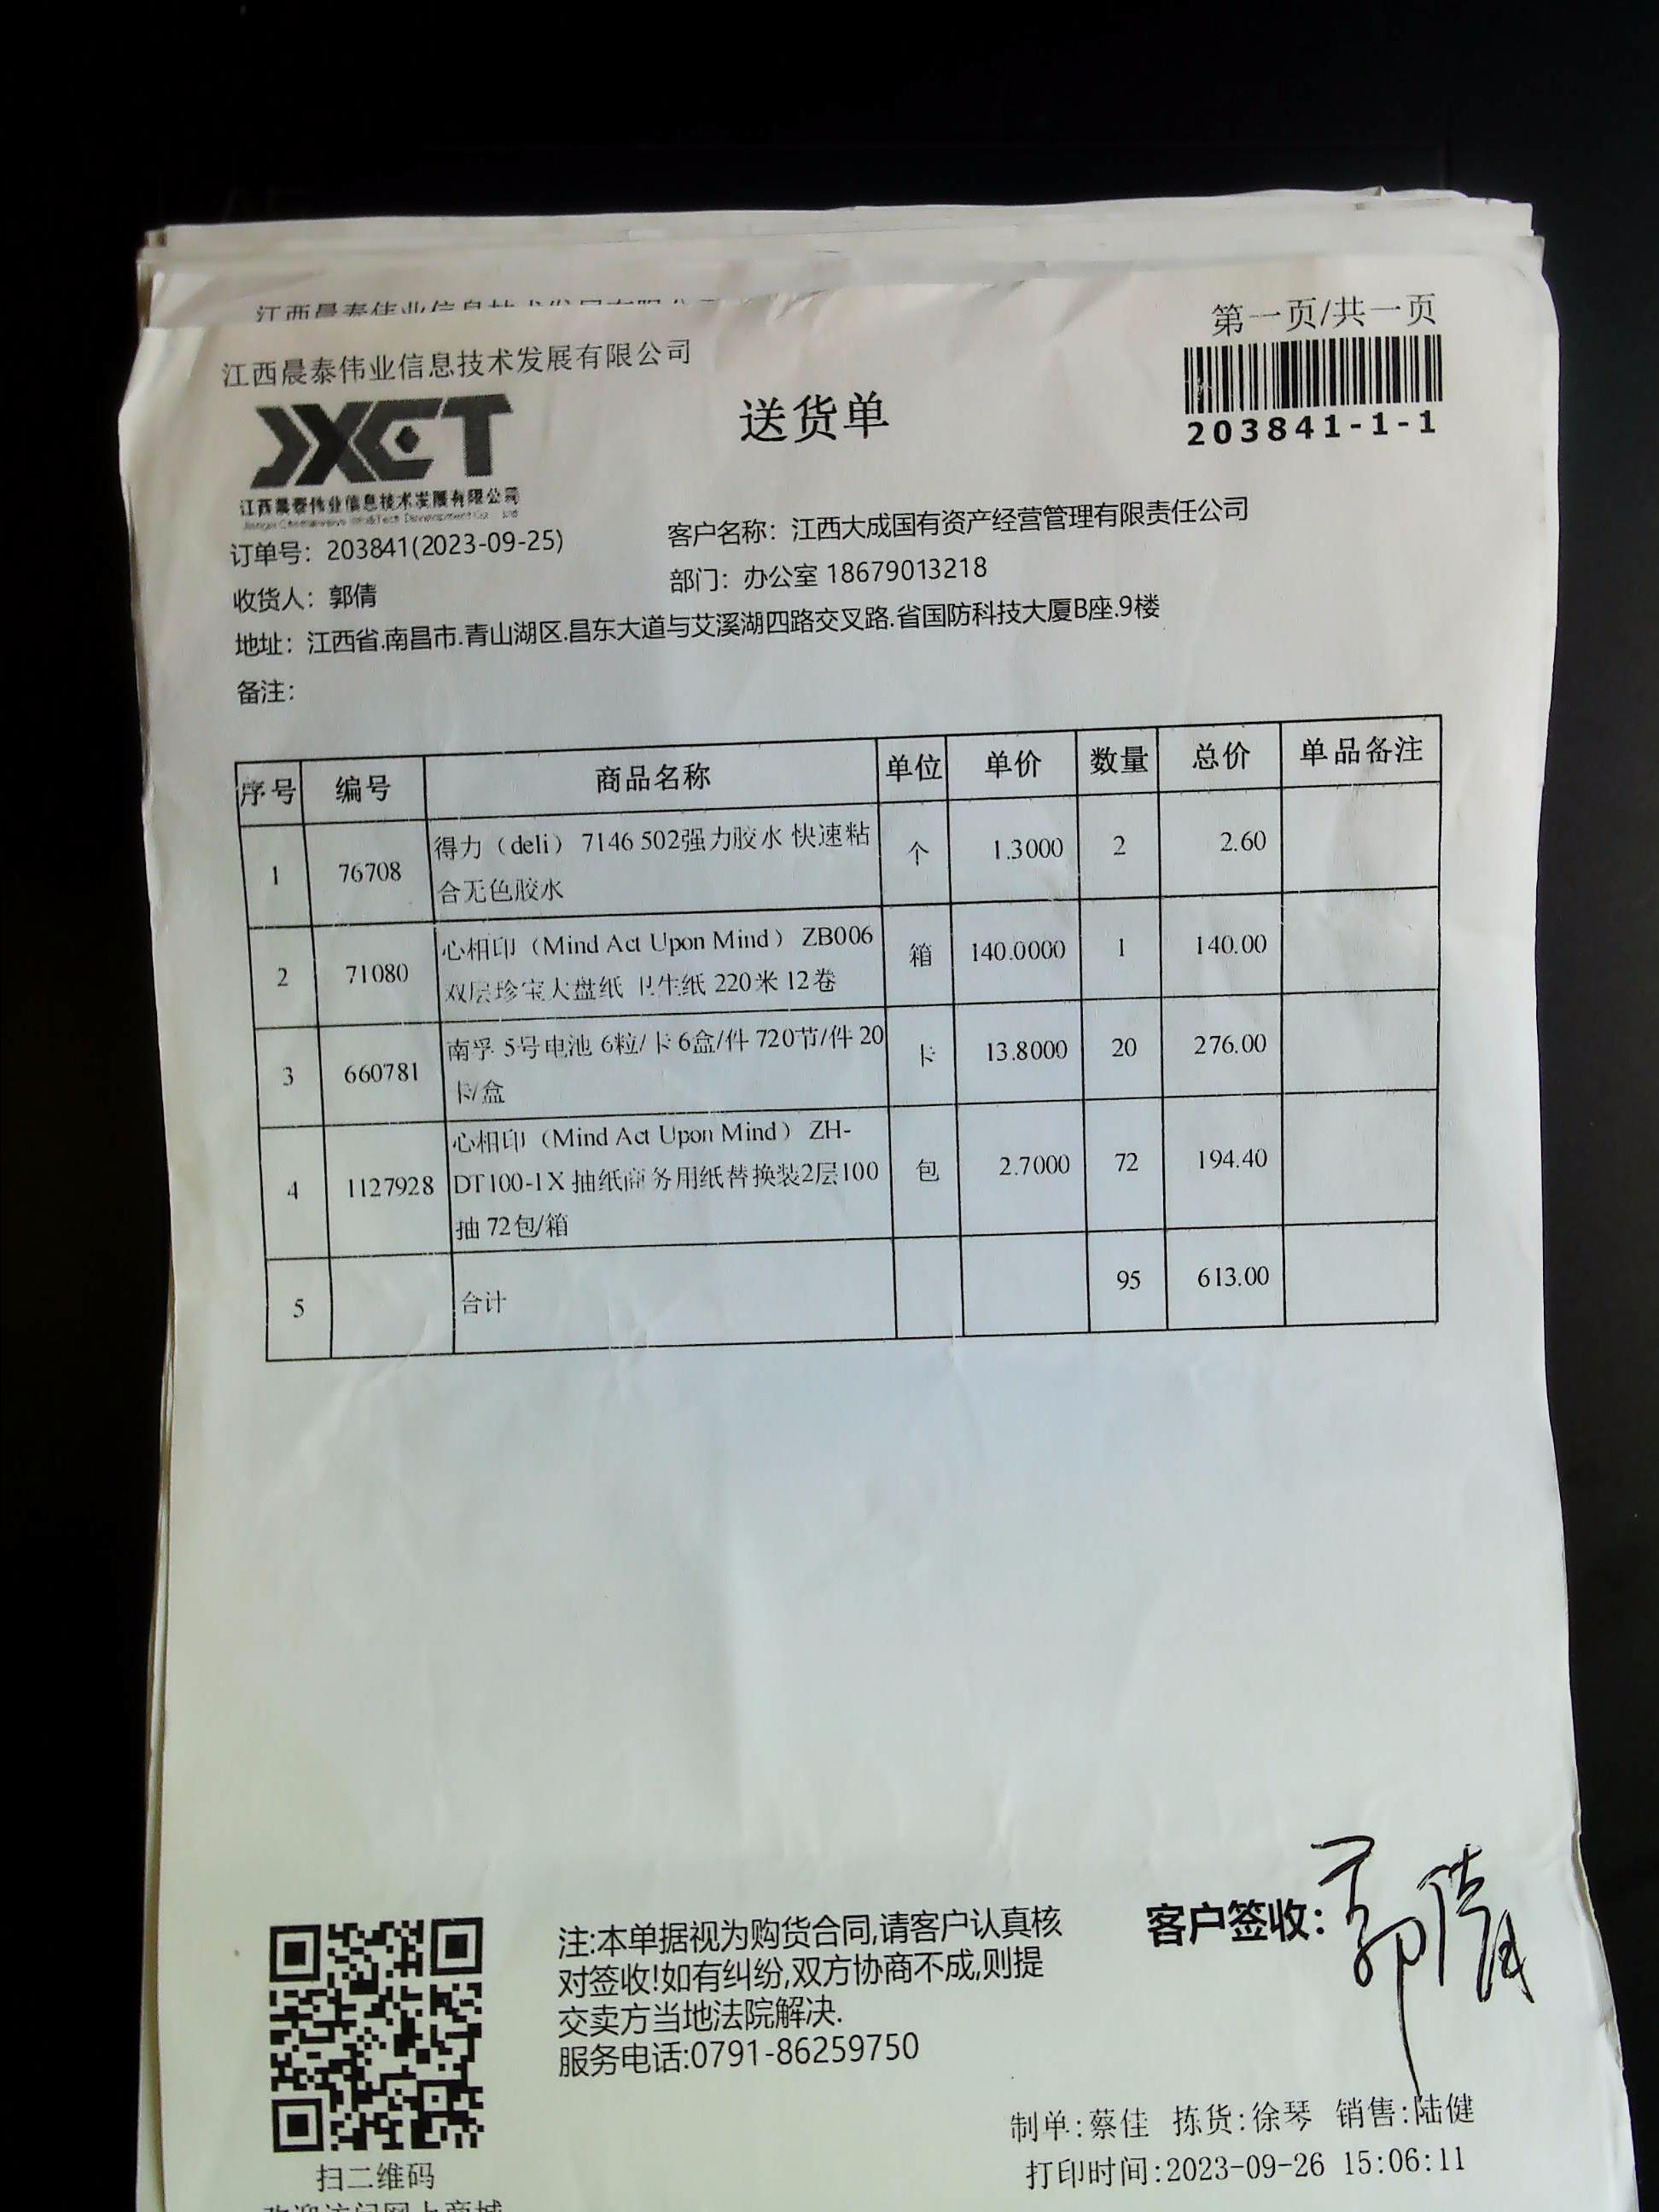 第一页/共一页
江西晨泰伟业信息技术发展有限公司
送货单
203841-1-1
JXCT
江西晨泰伟业信息技术发展有限公司
订单号：203841(2023-09-25)
客户名称：江西大成国有资产经营管理有限责任公司
收货人：郭倩
部门：办公室 18679013218
地址：江西省.南昌市.青山湖区.昌东大道与艾溪湖四路交叉路.省国防科技大厦B座.9楼
备注：
序号 编号 商品名称 单位 单价 数量 总价 单品备注
1 76708 得力（deli） 7146 502强力胶水 快速粘 个 1.3000 2 2.60
合无色胶水
2 71080 心相印（Mind Act Upon Mind） ZB006 箱 140.0000 1 140.00
双层珍宝大盘纸 卫生纸 220米 12卷
3 660781 南孚 5号电池 6粒/卡 6盒/件 720节/件 20 卡 13.8000 20 276.00
卡/盒
心相印（Mind Act Upon Mind） ZH-
4 1127928 DT100-1X 抽纸商务用纸替换装2层100 包 2.7000 72 194.40
抽 72包/箱
5 合计 95 613.00
注:本单据视为购货合同,请客户认真核
对签收!如有纠纷,双方协商不成,则提
交卖方当地法院解决.
服务电话:0791-86259750
客户签收:郭倩
制单:蔡佳 拣货:徐琴 销售:陆健
打印时间:2023-09-26 15:06:11
扫二维码
欢迎访问网上商城